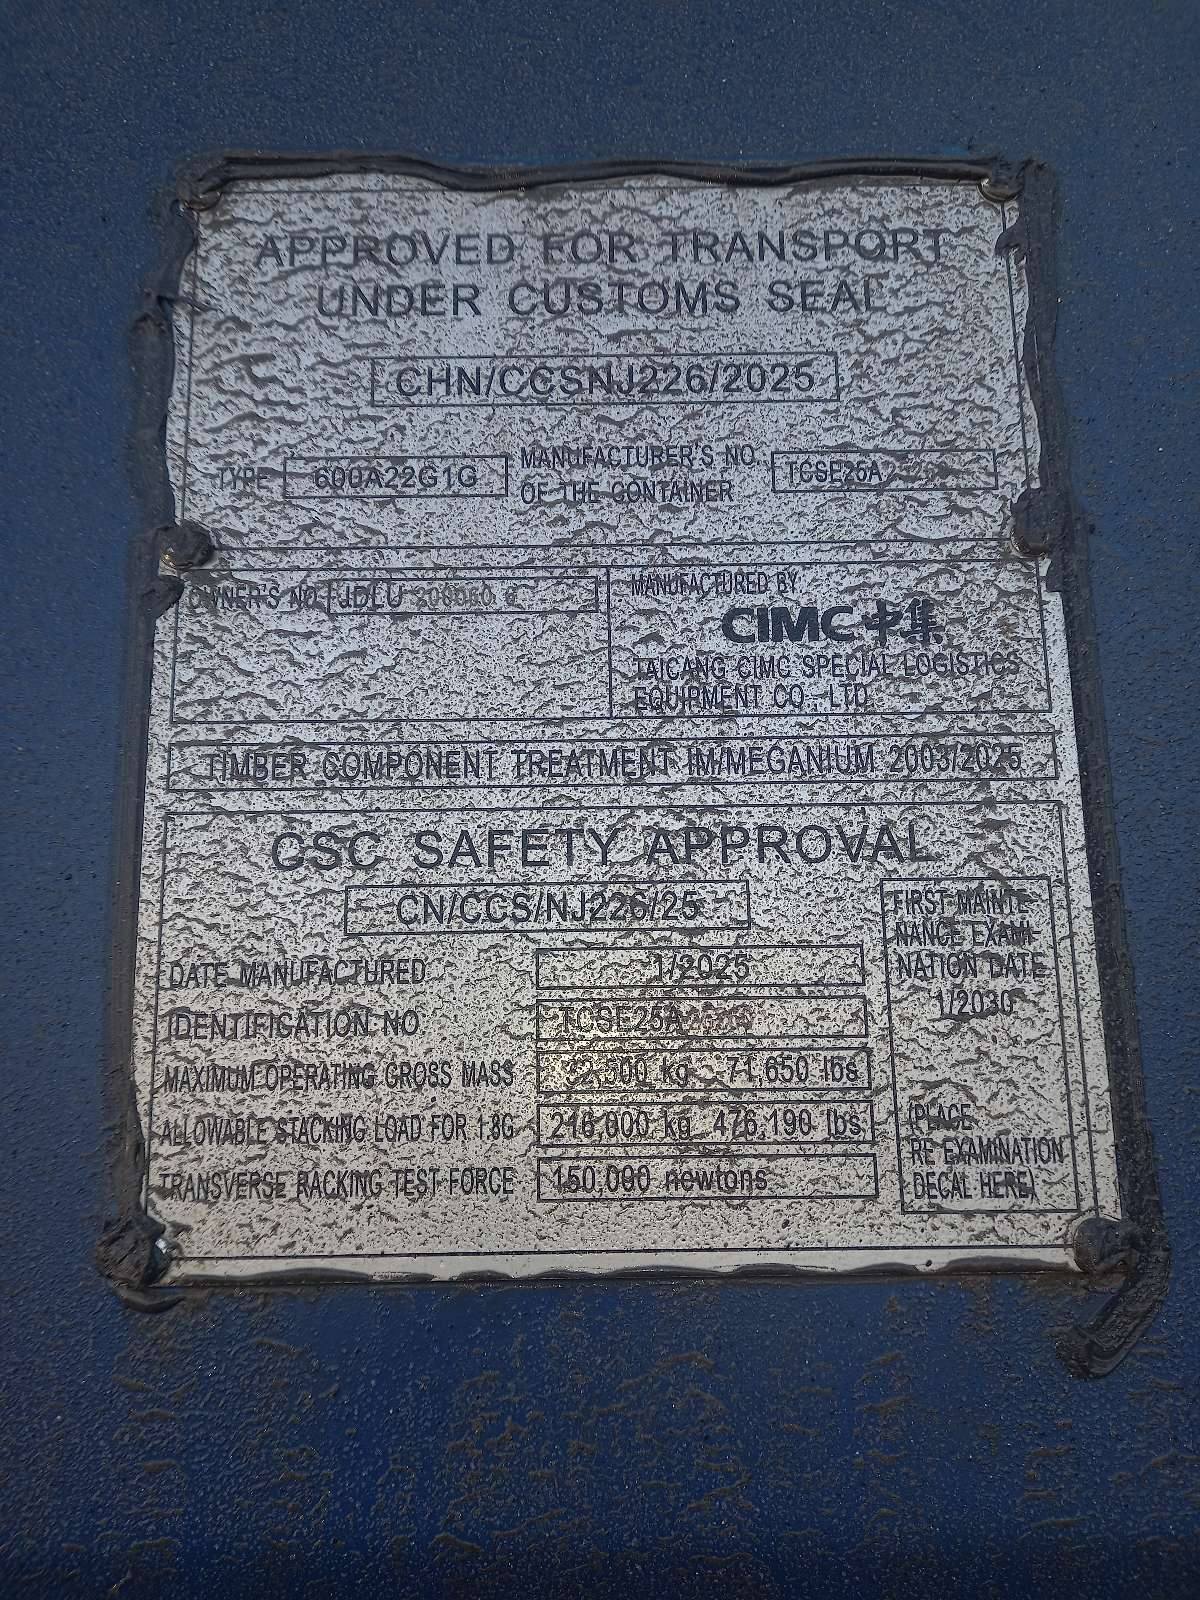 APPROVED FOR TRANSPORT
UNDER CUSTOMS SEAL
CHN/CCSNJ226/2025
TYPE 600A22G1G
MANUFACTURER'S NO.
OF THE CONTAINER
TCSE25A
OWNER'S NO. JDLU
MANUFACTURED BY
CIMC 中集
TAICANG CIMC SPECIAL LOGISTICS
EQUIPMENT CO., LTD.
TIMBER COMPONENT TREATMENT IM/MEGANIUM 2003/2025
CSC SAFETY APPROVAL
CN/CCS/NJ226/25
DATE MANUFACTURED 1/2025
IDENTIFICATION NO. TCSE25A
MAXIMUM OPERATING GROSS MASS 32,500 kg 71,650 lbs
ALLOWABLE STACKING LOAD FOR 1.8G 216,000 kg 476,190 lbs
TRANSVERSE RACKING TEST FORCE 150,000 newtons
FIRST MAINTE-
NANCE EXAMI-
NATION DATE
1/2030
(PLACE
RE-EXAMINATION
DECAL HERE)